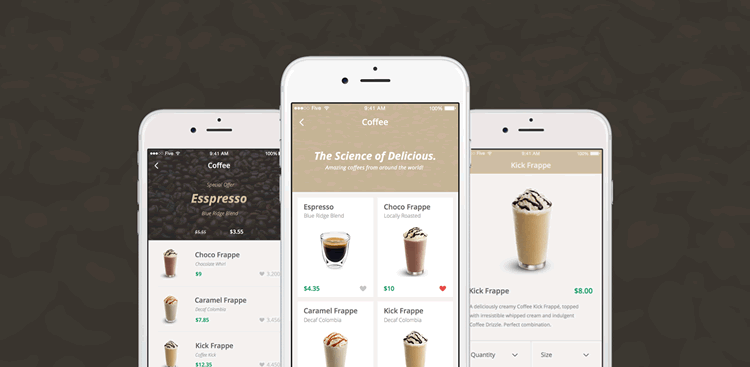 Five
9:41 AM
100%
Coffee
Special Offer
Esspresso
Blue Ridge Blend
$5.55
$3.55
Choco Frappe
Chocolate Whirl
$9
3,200
Caramel Frappe
Decaf Colombia
$7.85
Kick Frappe
Coffee Kick
$12.35
Five
9:41 AM
100%
Coffee
The Science of Delicious.
Amazing coffees from around the world!
Espresso
Blue Ridge Blend
$4.35
Choco Frappe
Locally Roasted
$10
Caramel Frappe
Decaf Colombia
Kick Frappe
Decaf Colombia
Five
9:41 AM
100%
Kick Frappe
Kick Frappe
$8.00
A deliciously creamy Coffee Kick Frappé, topped
with irresistible whipped cream and indulgent
Coffee Drizzle. Perfect combination.
Quantity
Size